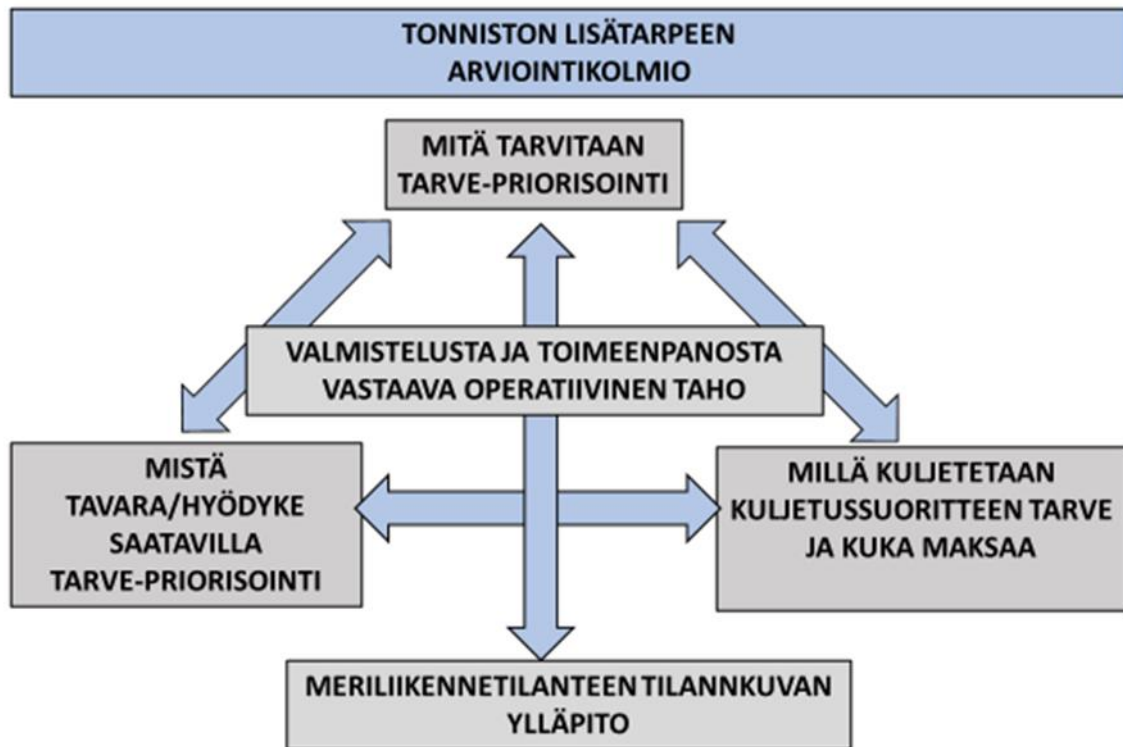 TONNISTON LISÄTARPEEN
ARVIOINTIKOLMIO
MITÄ TARVITAAN
TARVE-PRIORISOINTI
VALMISTELUSTA JA TOIMEENPANOSTA
VASTAAVA OPERATIIVINEN TAHO
MISTÄ
TAVARA/HYÖDYKE
SAATAVILLA
TARVE-PRIORISOINTI
MILLÄ KULJETETAAN
KULJETUSSUORITTEEN TARVE
JA KUKA MAKSAA
MERILIIKENNETILANTEEN TILANNKUVAN
YLLÄPITO